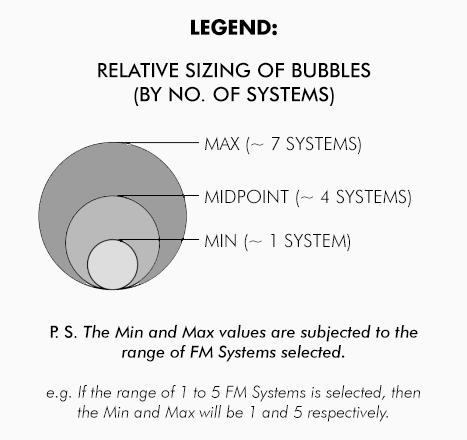 LEGEND:
RELATIVE SIZING OF BUBBLES
(BY NO. OF SYSTEMS)
MAX (~ 7 SYSTEMS)
MIDPOINT (~ 4 SYSTEMS)
MIN (~ 1 SYSTEM)
P. S. The Min and Max values are subjected to the
range of FM Systems selected.
e.g. If the range of 1 to 5 FM Systems is selected, then
the Min and Max will be 1 and 5 respectively.